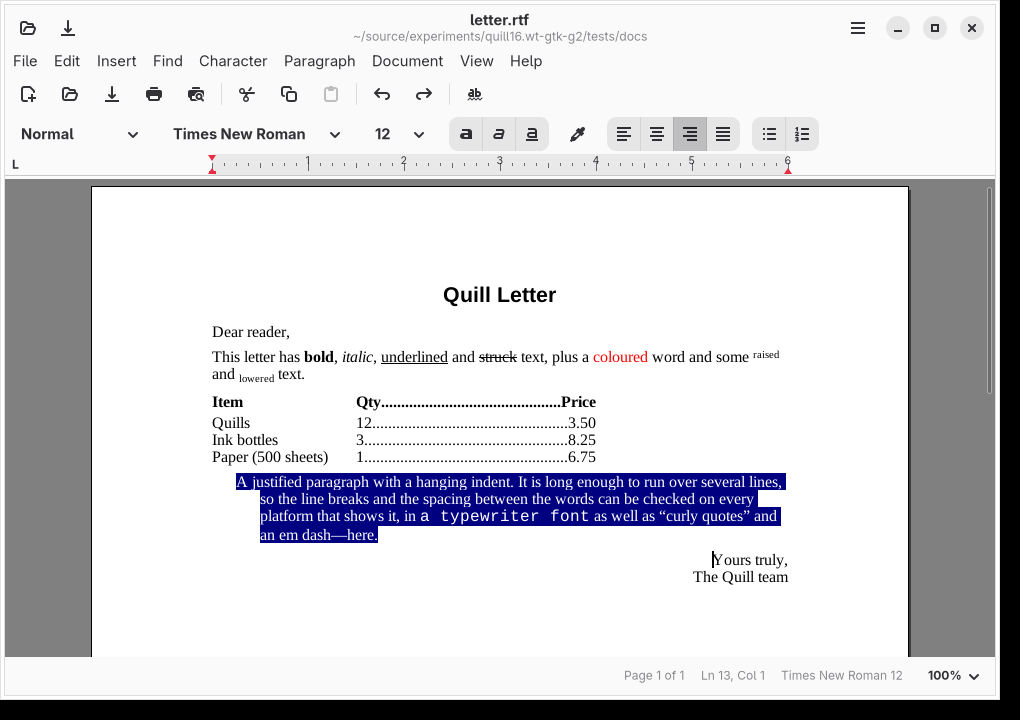 letter.rtf
~/source/experiments/quill16.wt-gtk-g2/tests/docs
File Edit Insert Find Character Paragraph Document View Help
ab
Normal Times New Roman 12 a a a
L 1 2 3 4 5 6
Quill Letter
Dear reader,
This letter has bold, italic, underlined and struck text, plus a coloured word and some raised
and lowered text.
Item Qty.............................................Price
Quills 12.................................................3.50
Ink bottles 3...................................................8.25
Paper (500 sheets) 1...................................................6.75
A justified paragraph with a hanging indent. It is long enough to run over several lines,
so the line breaks and the spacing between the words can be checked on every
platform that shows it, in a typewriter font as well as “curly quotes” and
an em dash—here.
Yours truly,
The Quill team
Page 1 of 1 Ln 13, Col 1 Times New Roman 12 100%